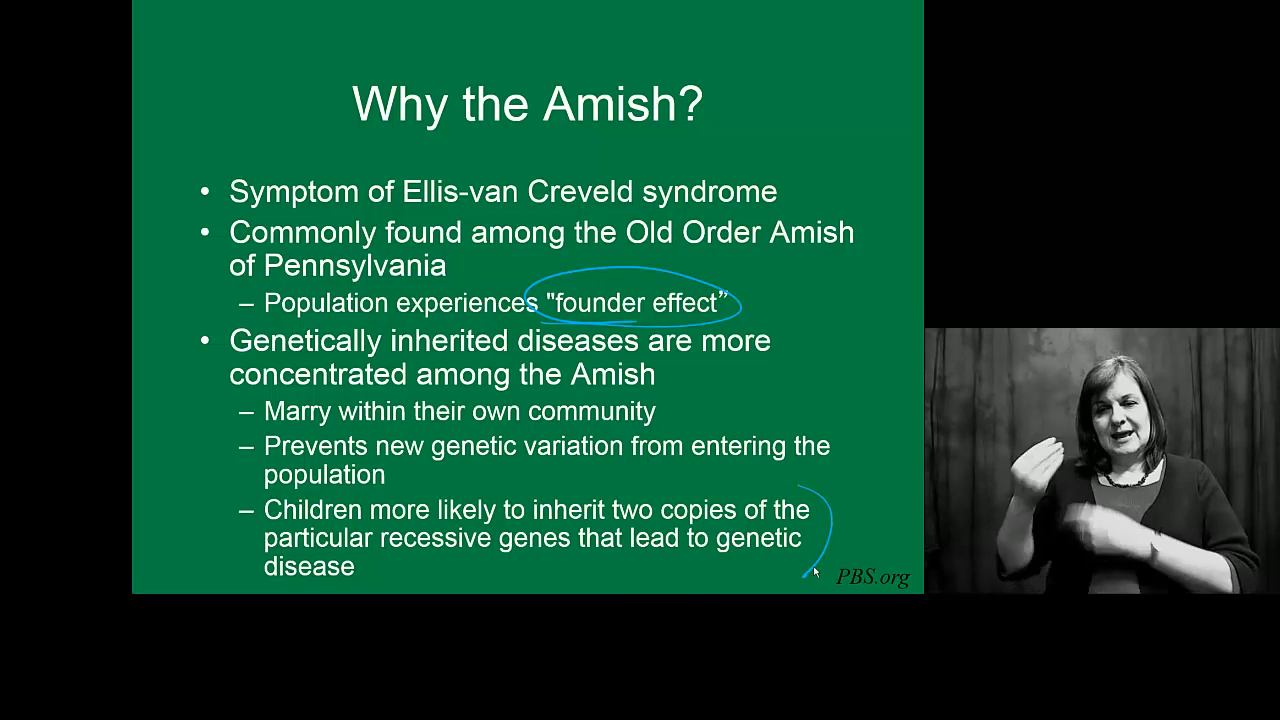 Why the Amish?
• Symptom of Ellis-van Creveld syndrome
• Commonly found among the Old Order Amish
of Pennsylvania
– Population experiences "founder effect”
• Genetically inherited diseases are more
concentrated among the Amish
– Marry within their own community
– Prevents new genetic variation from entering the
population
– Children more likely to inherit two copies of the
particular recessive genes that lead to genetic
disease
PBS.org